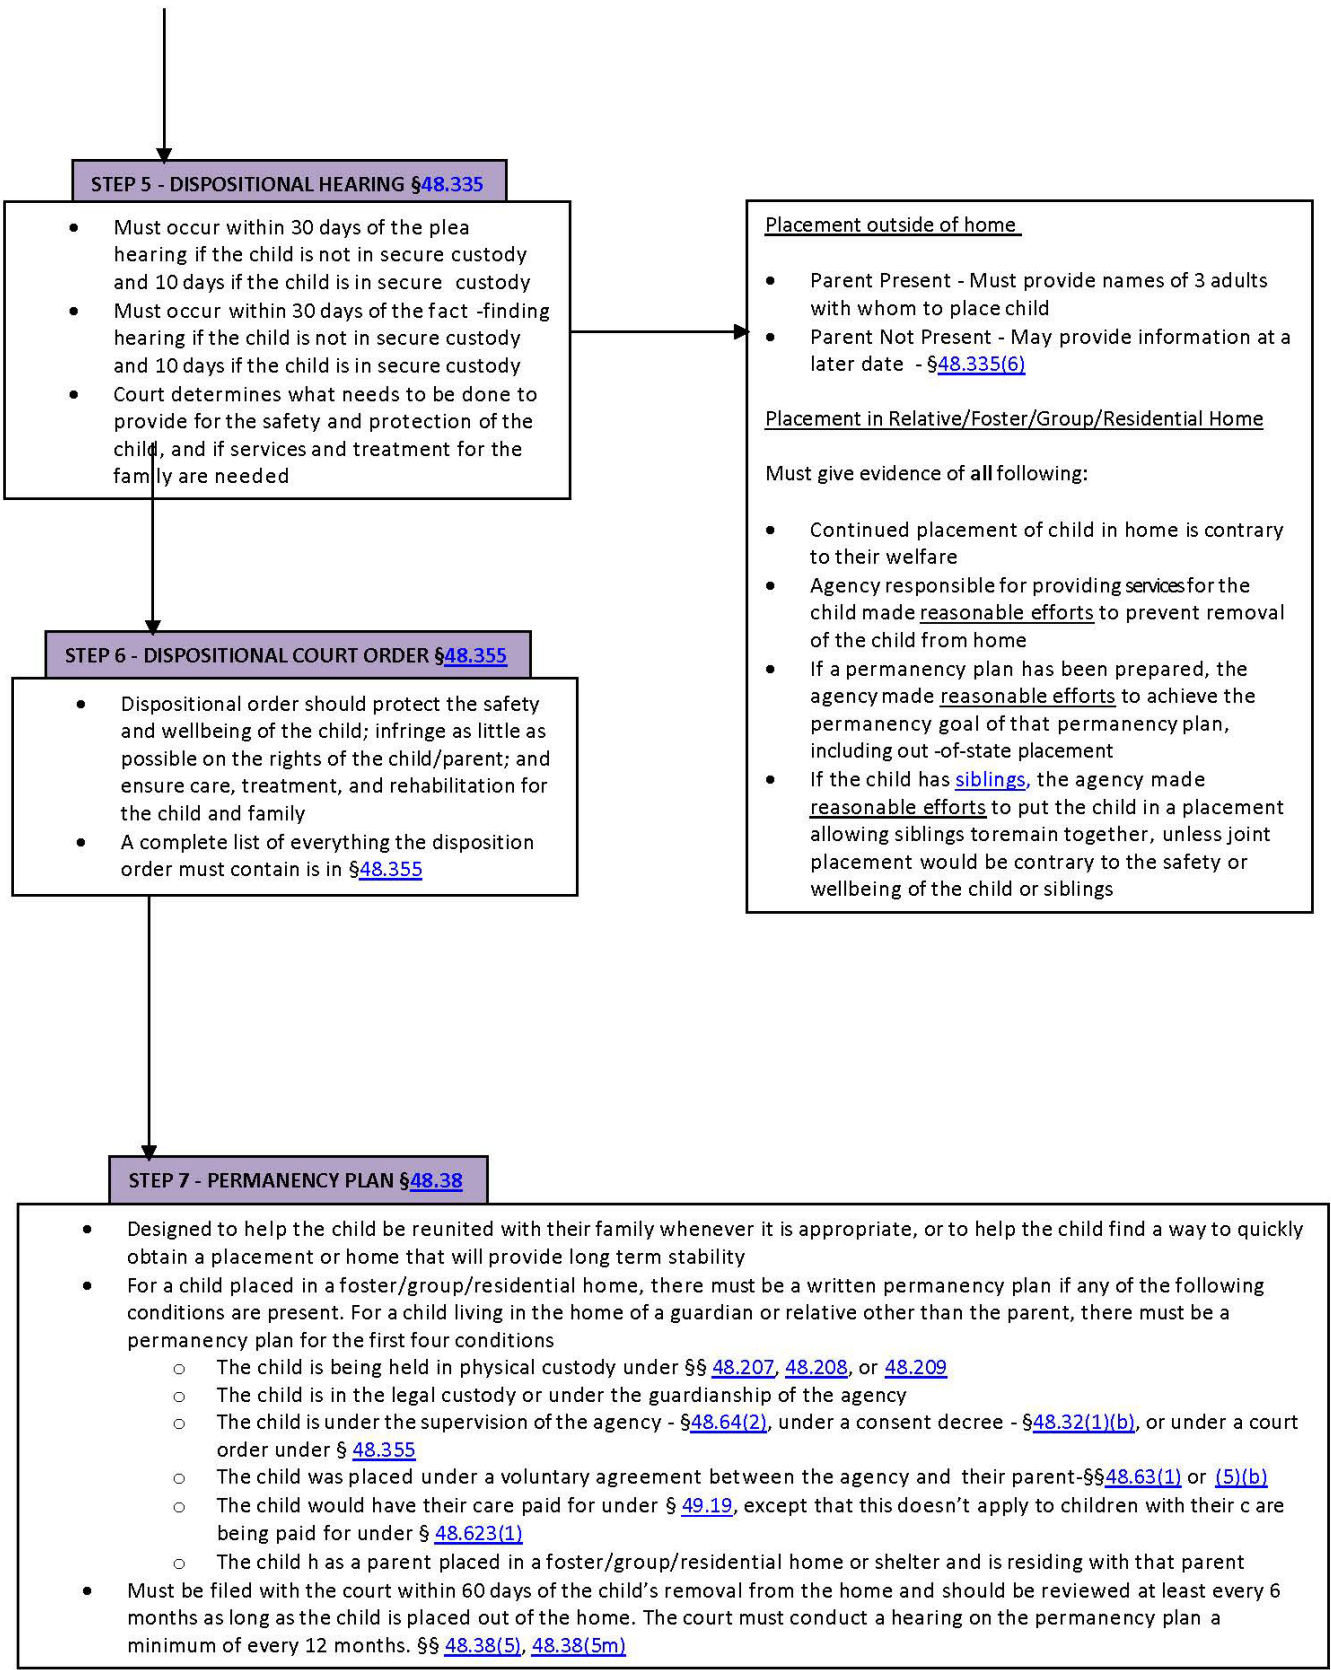 STEP 5 - DISPOSITIONAL HEARING §48.335
• Must occur within 30 days of the plea
hearing if the child is not in secure custody
and 10 days if the child is in secure custody
• Must occur within 30 days of the fact -finding
hearing if the child is not in secure custody
and 10 days if the child is in secure custody
• Court determines what needs to be done to
provide for the safety and protection of the
child, and if services and treatment for the
family are needed
Placement outside of home
• Parent Present - Must provide names of 3 adults
with whom to place child
• Parent Not Present - May provide information at a
later date - §48.335(6)
Placement in Relative/Foster/Group/Residential Home
Must give evidence of all following:
• Continued placement of child in home is contrary
to their welfare
• Agency responsible for providing services for the
child made reasonable efforts to prevent removal
of the child from home
• If a permanency plan has been prepared, the
agency made reasonable efforts to achieve the
permanency goal of that permanency plan,
including out -of-state placement
• If the child has siblings, the agency made
reasonable efforts to put the child in a placement
allowing siblings to remain together, unless joint
placement would be contrary to the safety or
wellbeing of the child or siblings
STEP 6 - DISPOSITIONAL COURT ORDER §48.355
• Dispositional order should protect the safety
and wellbeing of the child; infringe as little as
possible on the rights of the child/parent; and
ensure care, treatment, and rehabilitation for
the child and family
• A complete list of everything the disposition
order must contain is in §48.355
STEP 7 - PERMANENCY PLAN §48.38
• Designed to help the child be reunited with their family whenever it is appropriate, or to help the child find a way to quickly
obtain a placement or home that will provide long term stability
• For a child placed in a foster/group/residential home, there must be a written permanency plan if any of the following
conditions are present. For a child living in the home of a guardian or relative other than the parent, there must be a
permanency plan for the first four conditions
o The child is being held in physical custody under §§ 48.207, 48.208, or 48.209
o The child is in the legal custody or under the guardianship of the agency
o The child is under the supervision of the agency - §48.64(2), under a consent decree - §48.32(1)(b), or under a court
order under § 48.355
o The child was placed under a voluntary agreement between the agency and their parent-§§48.63(1) or (5)(b)
o The child would have their care paid for under § 49.19, except that this doesn’t apply to children with their c are
being paid for under § 48.623(1)
o The child h as a parent placed in a foster/group/residential home or shelter and is residing with that parent
• Must be filed with the court within 60 days of the child’s removal from the home and should be reviewed at least every 6
months as long as the child is placed out of the home. The court must conduct a hearing on the permanency plan a
minimum of every 12 months. §§ 48.38(5), 48.38(5m)